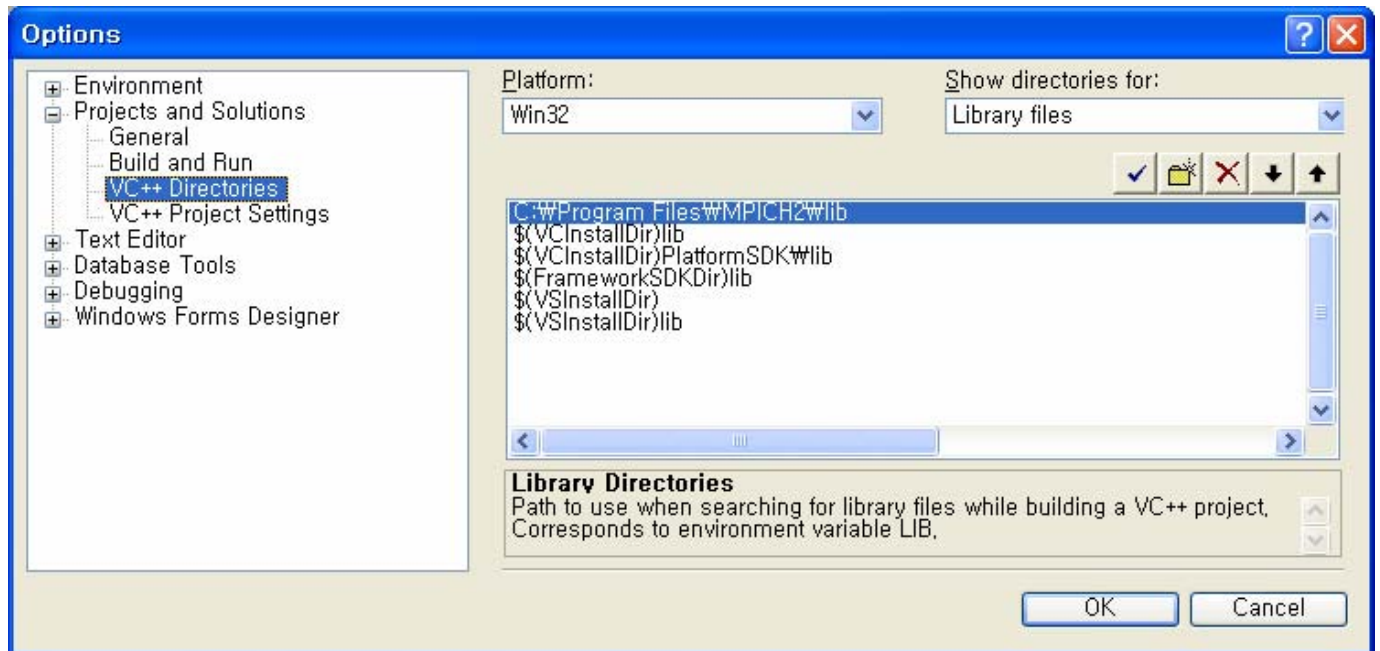 Options
Environment
Projects and Solutions
General
Build and Run
VC++ Directories
VC++ Project Settings
Text Editor
Database Tools
Debugging
Windows Forms Designer
Platform:
Win32
Show directories for:
Library files
C:₩Program Files₩MPICH2₩lib
$(VCInstallDir)lib
$(VCInstallDir)PlatformSDK₩lib
$(FrameworkSDKDir)lib
$(VSInstallDir)
$(VSInstallDir)lib
Library Directories
Path to use when searching for library files while building a VC++ project,
Corresponds to environment variable LIB,
OK
Cancel